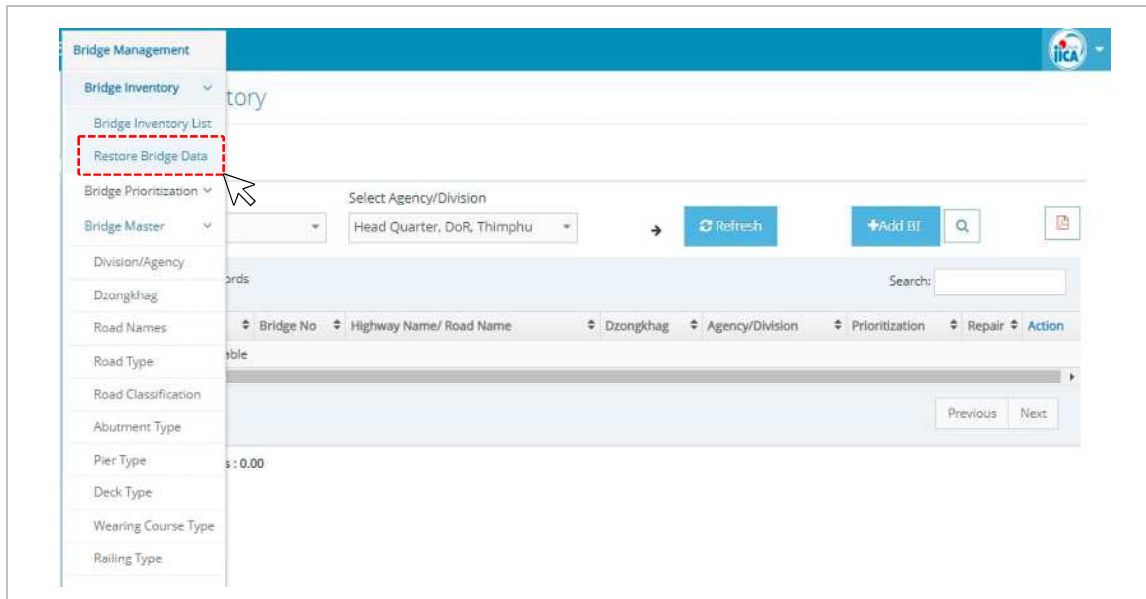 Bridge Management
jica
Bridge Inventory
tory
Bridge Inventory List
Restore Bridge Data
Bridge Prioritization
Select Agency/Division
Bridge Master
Head Quarter, DoR, Thimphu
Refresh
+Add BI
Division/Agency
ords
Search:
Dzongkhag
Road Names
Bridge No
Highway Name/ Road Name
Dzongkhag
Agency/Division
Prioritization
Repair
Action
Road Type
able
Road Classification
Previous
Next
Abutment Type
Pier Type
s : 0.00
Deck Type
Wearing Course Type
Railing Type